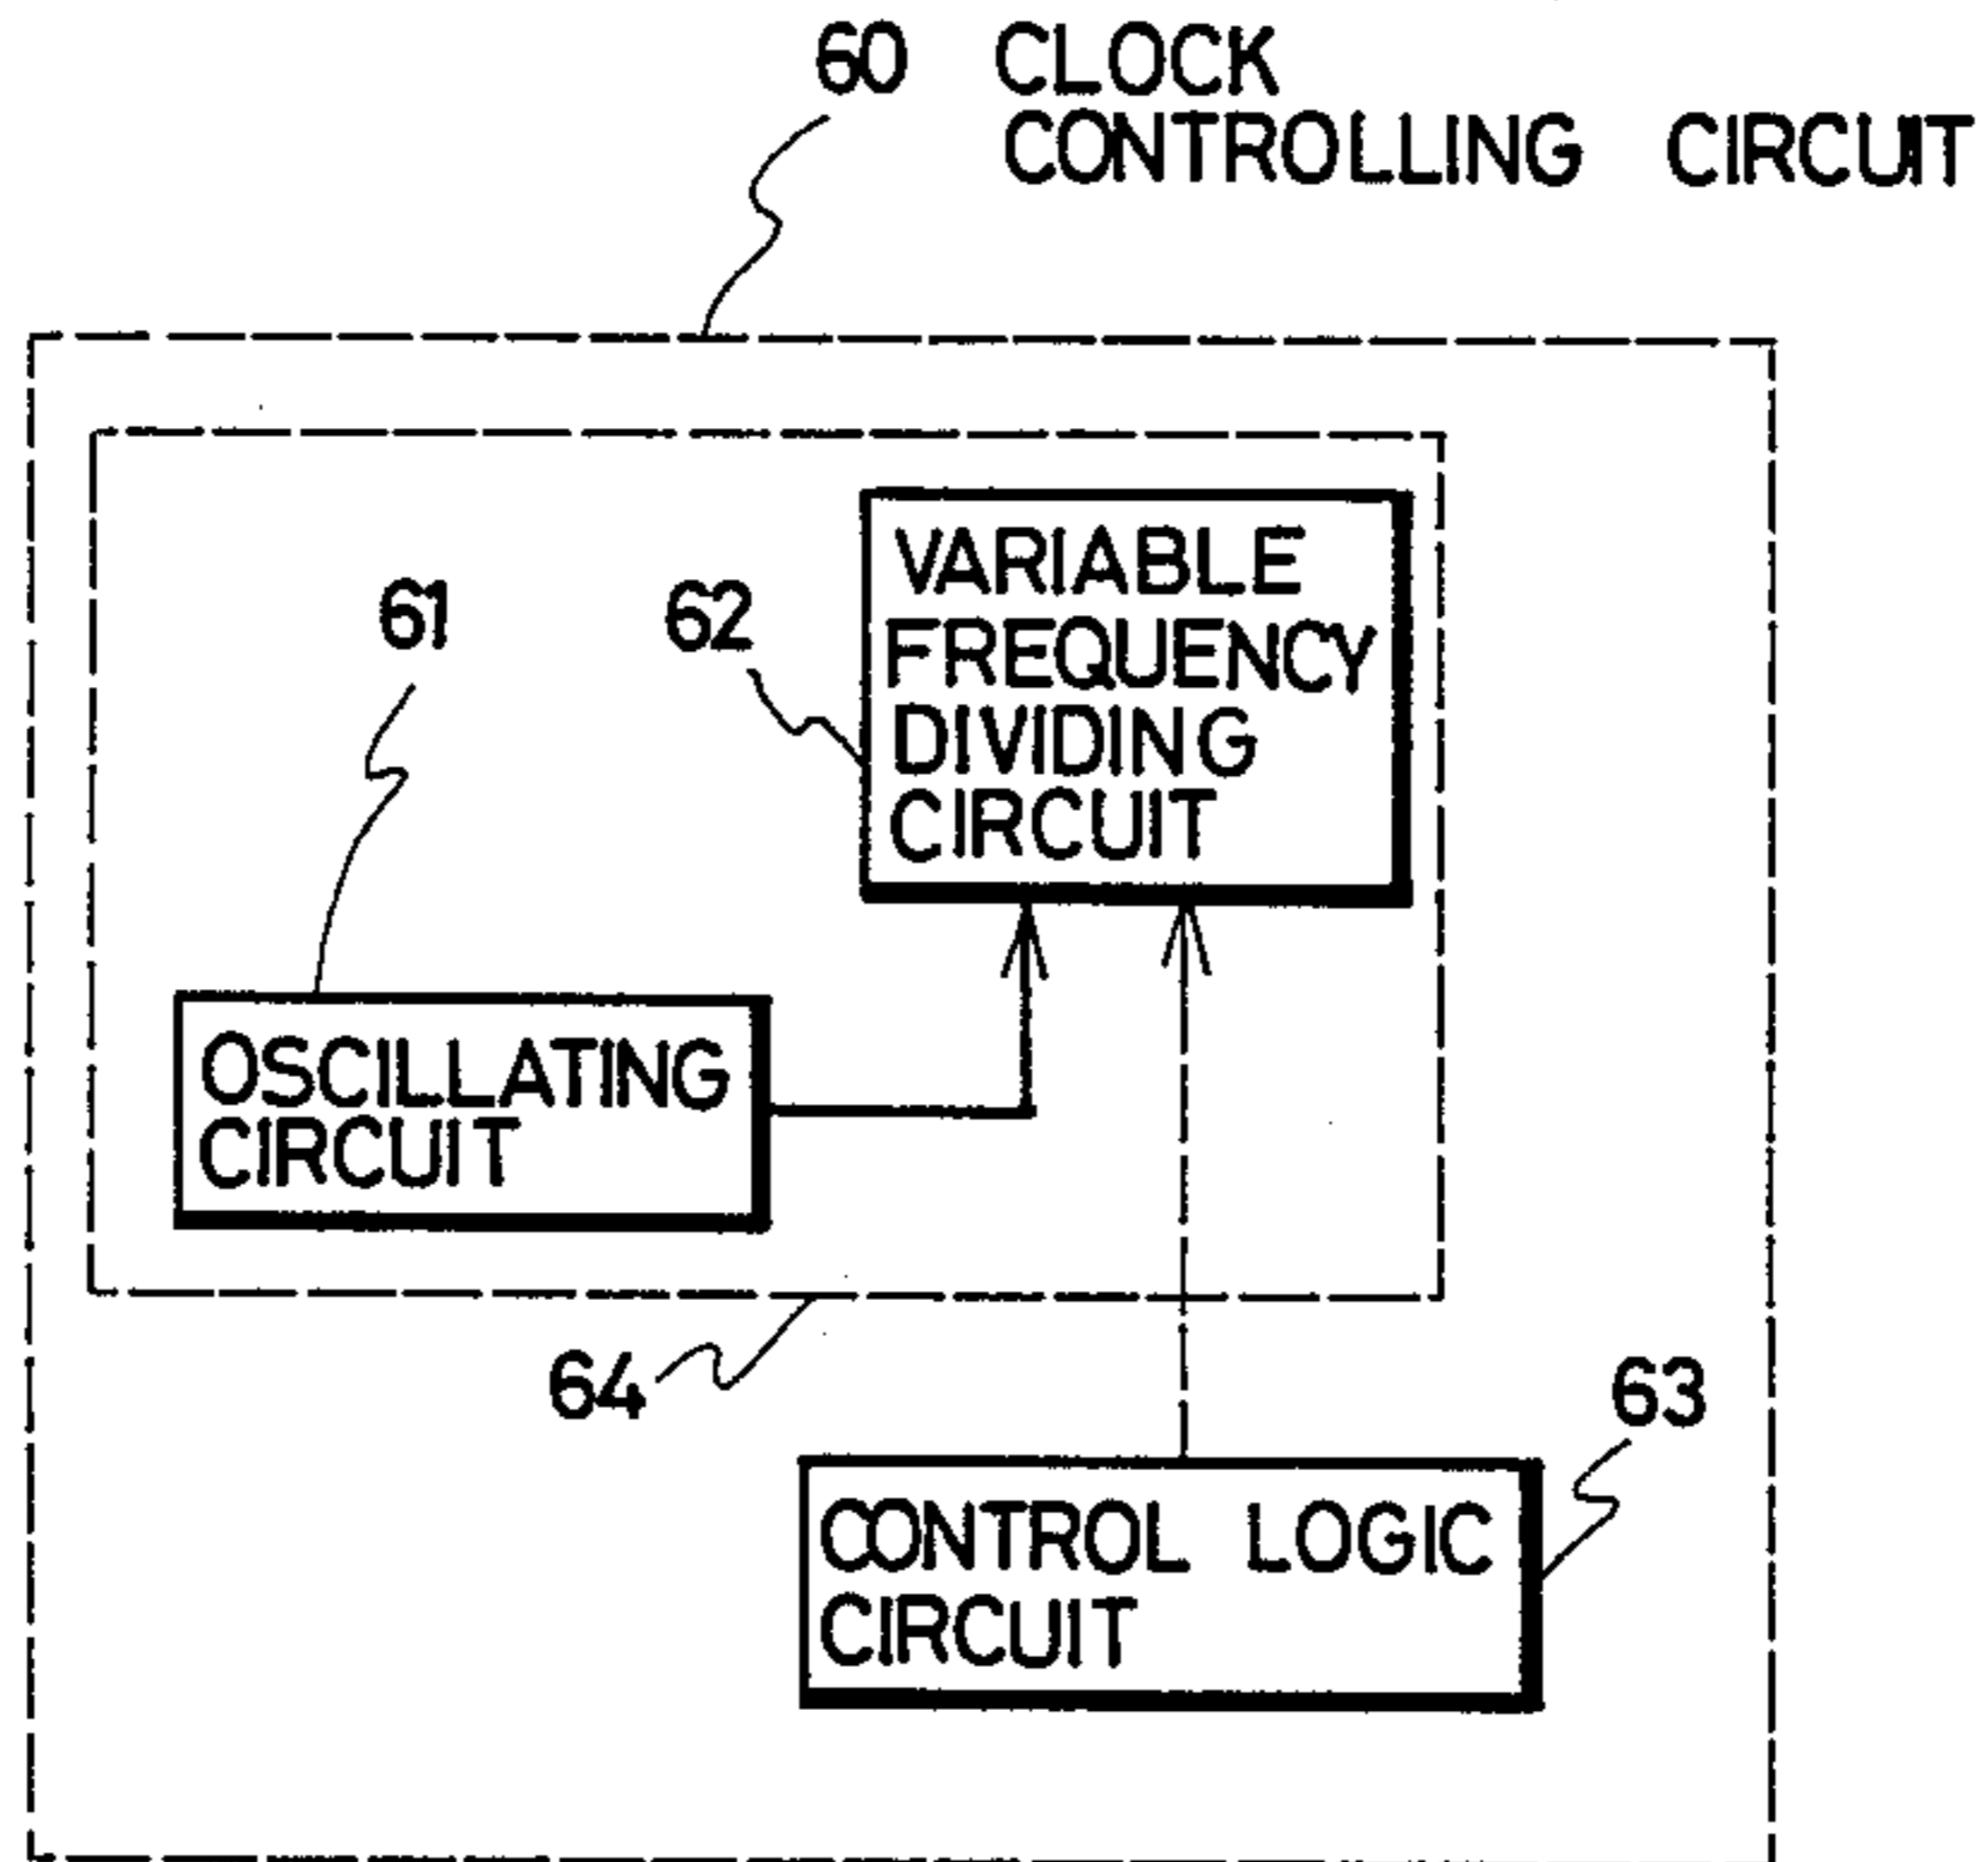 60 CLOCK
CONTROLLING CIRCUIT
61
62
VARIABLE
FREQUENCY
DIVIDING
CIRCUIT
OSCILLATING
CIRCUIT
64
63
CONTROL LOGIC
CIRCUIT